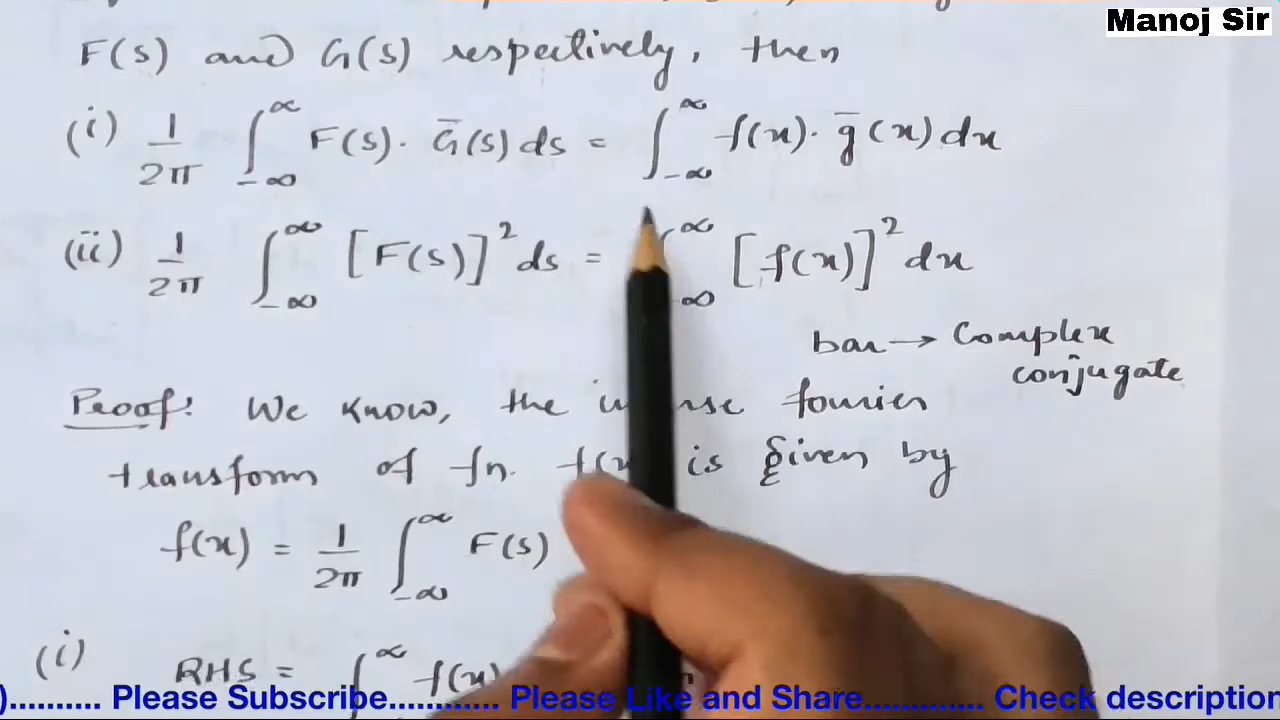 Manoj Sir
F(s) and G(s) respectively, then
(i) 1/2π ∫_{-∞}^{∞} F(s). G̅(s) ds = ∫_{-∞}^{∞} f(x). g̅(x) dx
(ii) 1/2π ∫_{-∞}^{∞} [F(s)]² ds = ∫_{-∞}^{∞} [f(x)]² dx
bar → Complex
conjugate
Proof: We know, the fourier
transform of fn. is given by
f(x) = 1/2π ∫_{-∞}^{∞} F(s)
(i) RHS = ∫^{∞} f(x)
).......... Please Subscribe............ Please Like and Share............. Check description